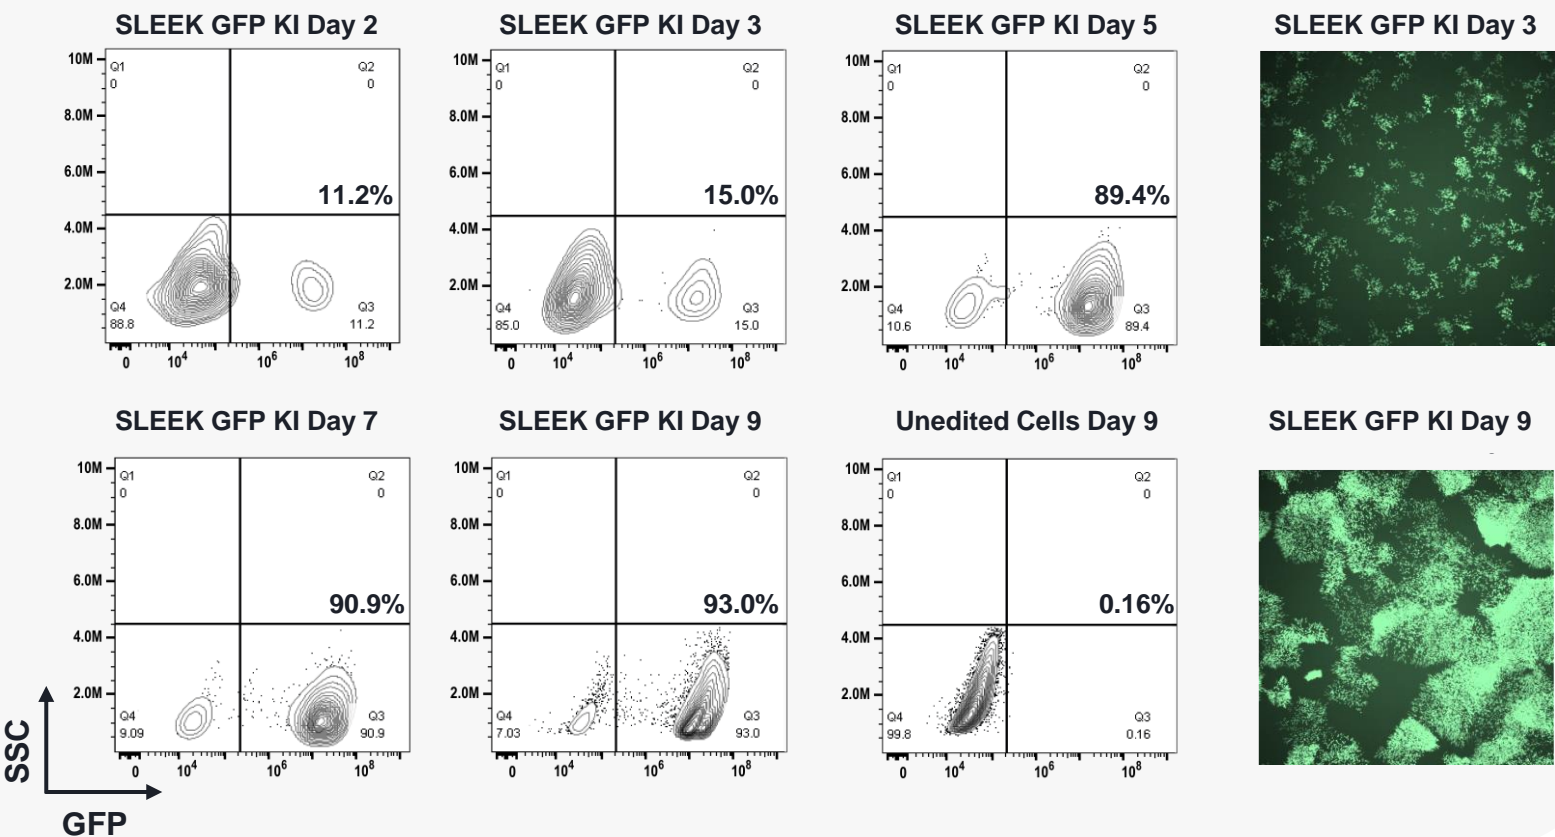 SLEEK GFP KI Day 2
10M
8.0M
6.0M
4.0M
2.0M
Q1
0
Q2
0
11.2%
Q4
88.8
Q3
11.2
0 10^4 10^6 10^8
SLEEK GFP KI Day 3
10M
8.0M
6.0M
4.0M
2.0M
Q1
0
Q2
0
15.0%
Q4
85.0
Q3
15.0
0 10^4 10^6 10^8
SLEEK GFP KI Day 5
10M
8.0M
6.0M
4.0M
2.0M
Q1
0
Q2
0
89.4%
Q4
10.6
Q3
89.4
0 10^4 10^6 10^8
SLEEK GFP KI Day 3
SLEEK GFP KI Day 7
10M
8.0M
6.0M
4.0M
2.0M
Q1
0
Q2
0
90.9%
Q4
9.09
Q3
90.9
0 10^4 10^6 10^8
SLEEK GFP KI Day 9
10M
8.0M
6.0M
4.0M
2.0M
Q1
0
Q2
0
93.0%
Q4
7.03
Q3
93.0
0 10^4 10^6 10^8
Unedited Cells Day 9
10M
8.0M
6.0M
4.0M
2.0M
Q1
0
Q2
0
0.16%
Q4
99.8
Q3
0.16
0 10^4 10^6 10^8
SLEEK GFP KI Day 9
SSC
GFP